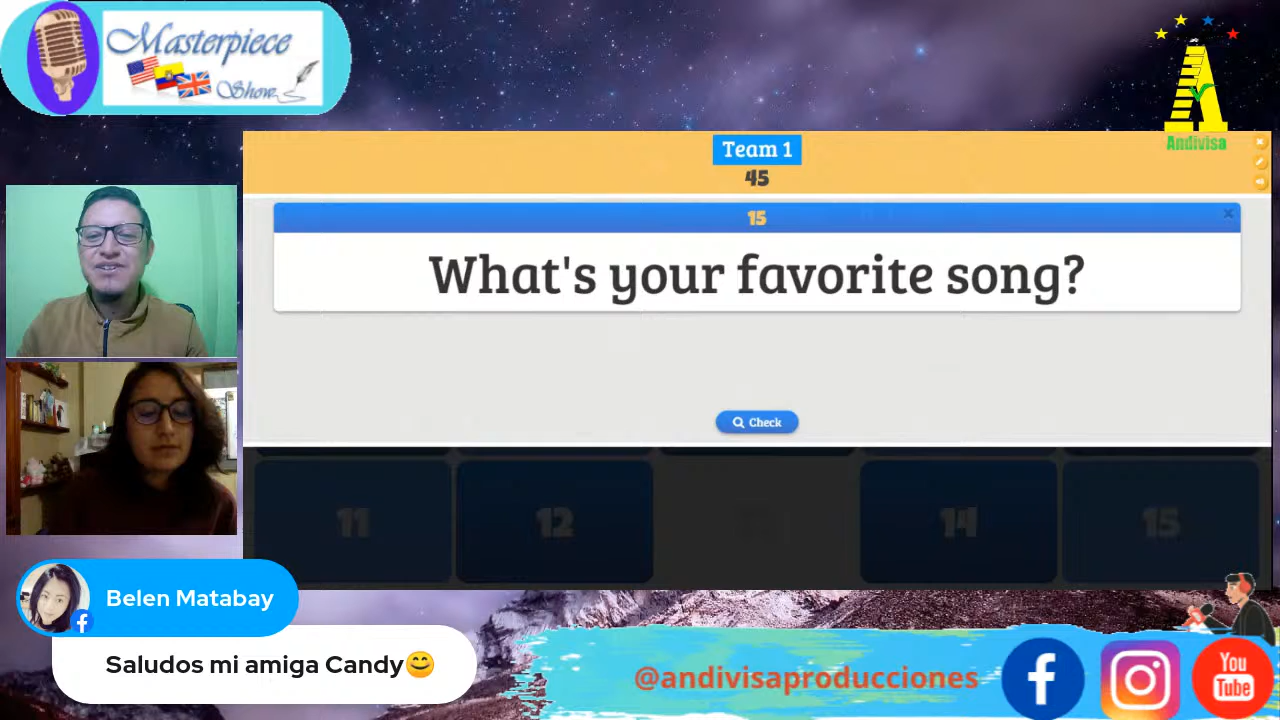 Masterpiece
Show
Andivisa
Team 1
45
15
What's your favorite song?
Check
11
12
14
15
Belen Matabay
Saludos mi amiga Candy😊
@andivisaproducciones
You
Tube